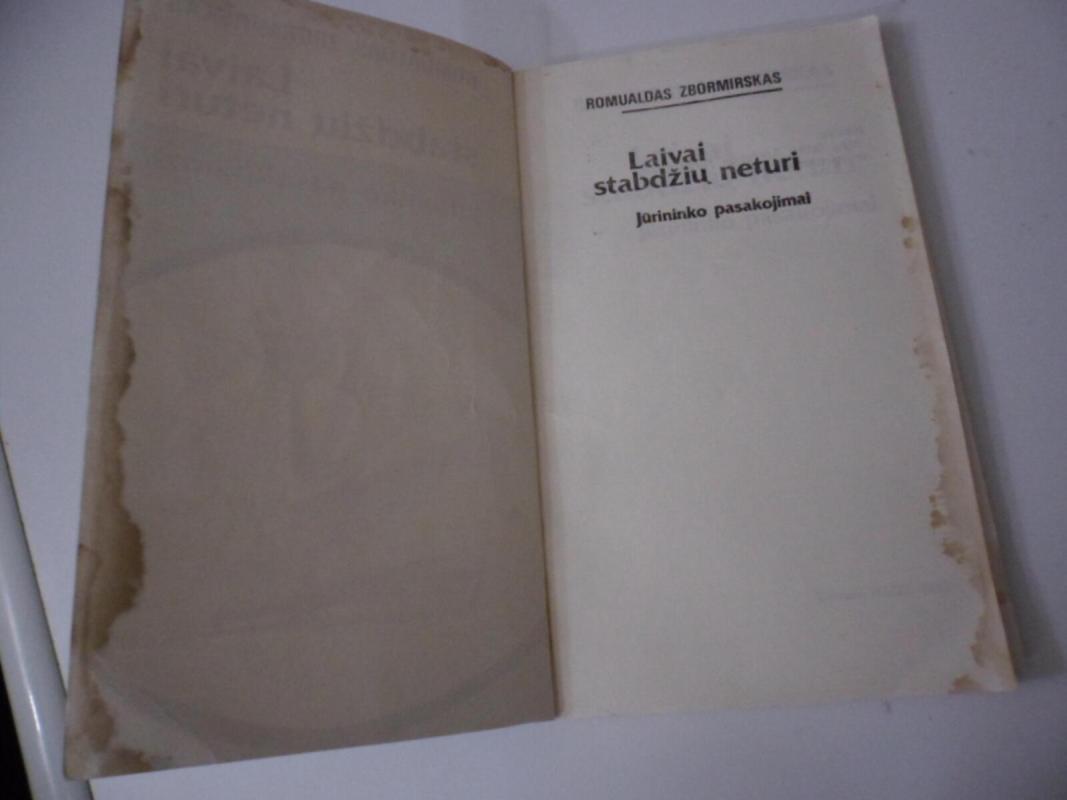 ROMUALDAS ZBORMIRSKAS
Laivai
stabdžių neturi
Jūrininko pasakojimai